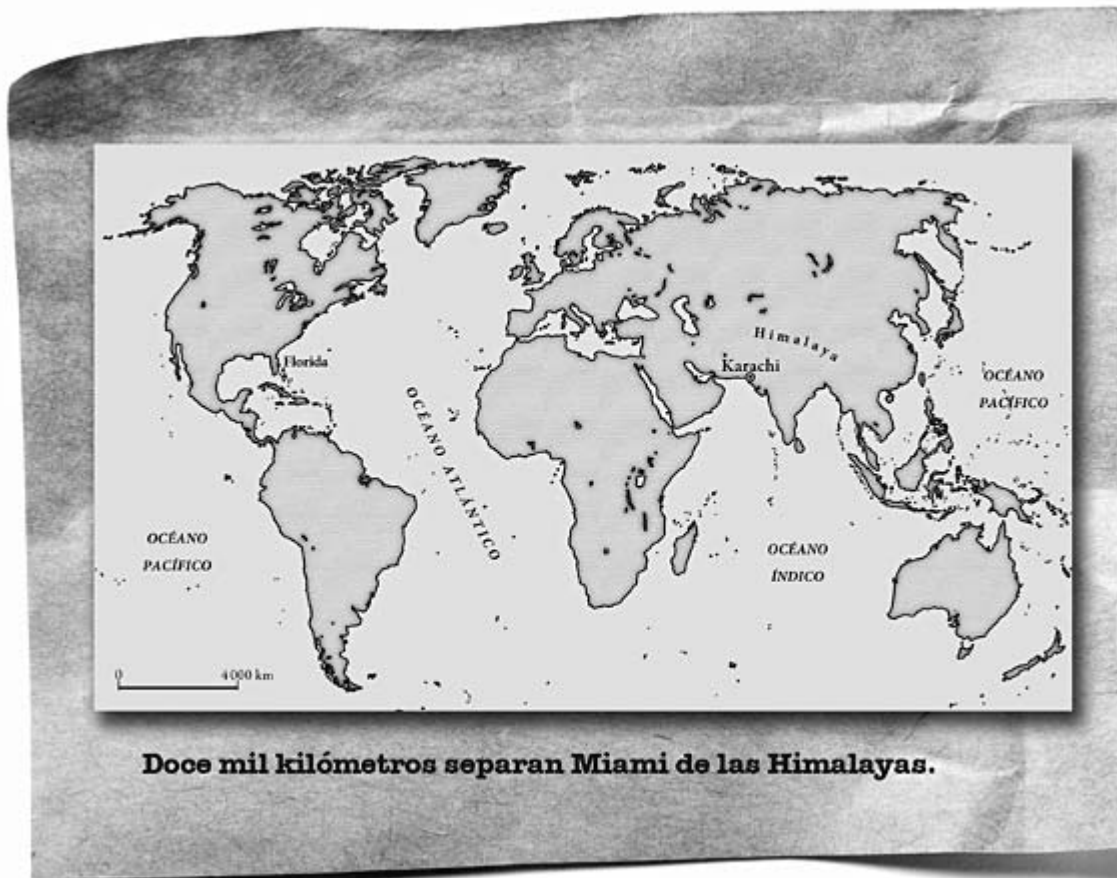 Himalaya
Florida
Karachi
OCÉANO
PACÍFICO
OCÉANO ATLÁNTICO
OCÉANO
PACÍFICO
OCÉANO
ÍNDICO
0 4000 km
Doce mil kilómetros separan Miami de las Himalayas.